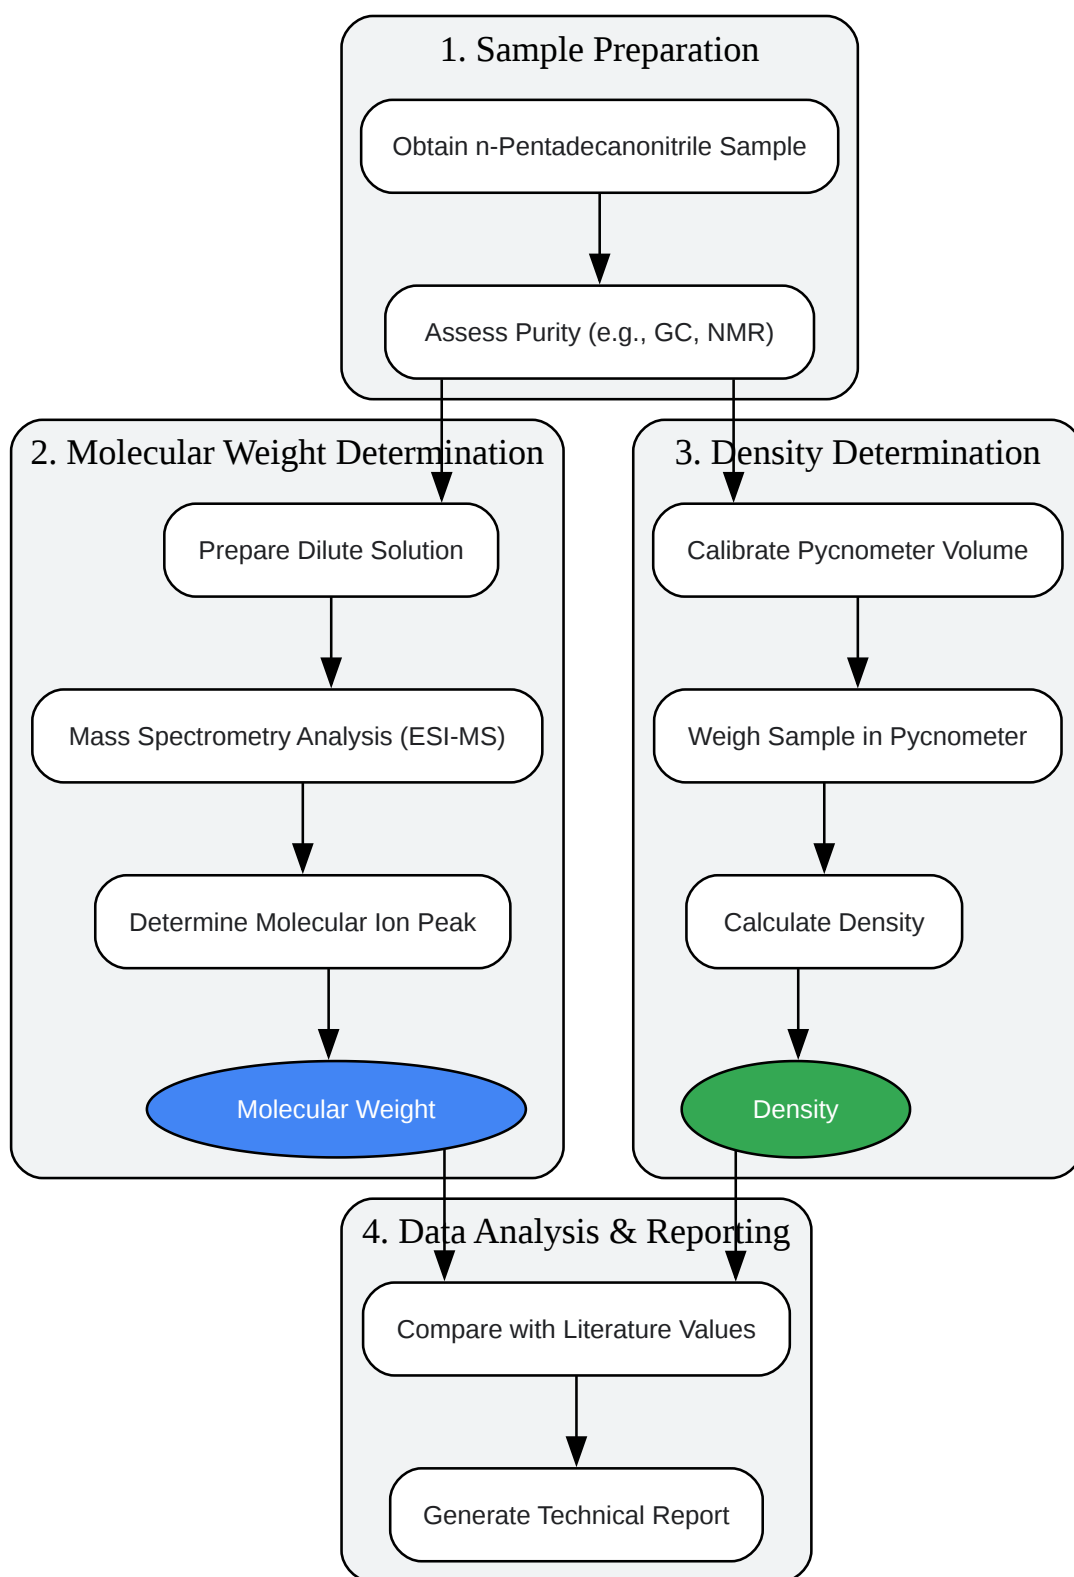 1. Sample Preparation
Obtain n-Pentadecanonitrile Sample
Assess Purity (e.g., GC, NMR)
2. Molecular Weight Determination
Prepare Dilute Solution
Mass Spectrometry Analysis (ESI-MS)
Determine Molecular Ion Peak
Molecular Weight
3. Density Determination
Calibrate Pycnometer Volume
Weigh Sample in Pycnometer
Calculate Density
Density
4. Data Analysis & Reporting
Compare with Literature Values
Generate Technical Report